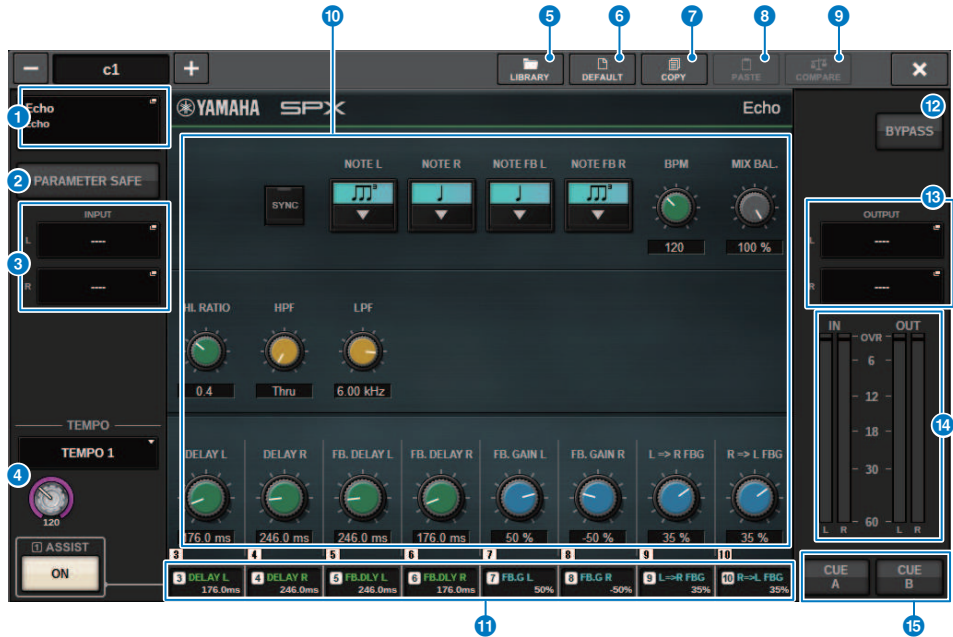 10
5
6
7
8
9
c1
LIBRARY
DEFAULT
COPY
PASTE
COMPARE
1
Echo
Echo
YAMAHA SPX
Echo
12
BYPASS
2
PARAMETER SAFE
NOTE L
NOTE R
NOTE FB L
NOTE FB R
BPM
MIX BAL.
SYNC
3
120
100 %
3
INPUT
L
----
R
----
13
OUTPUT
L
----
R
----
HI. RATIO
HPF
LPF
0.4
Thru
6.00 kHz
IN
OUT
OVR
6
12
18
30
60
L R
L R
14
4
TEMPO
TEMPO 1
120
DELAY L
DELAY R
FB. DELAY L
FB. DELAY R
FB. GAIN L
FB. GAIN R
L => R FBG
R => L FBG
176.0 ms
246.0 ms
246.0 ms
176.0 ms
50 %
-50 %
35 %
35 %
1 ASSIST
ON
3
4
5
6
7
8
9
10
3 DELAY L
176.0ms
4 DELAY R
246.0ms
5 FB.DLY L
246.0ms
6 FB.DLY R
176.0ms
7 FB.G L
50%
8 FB.G R
-50%
9 L=>R FBG
35%
10 R=>L FBG
35%
CUE
A
CUE
B
11
15